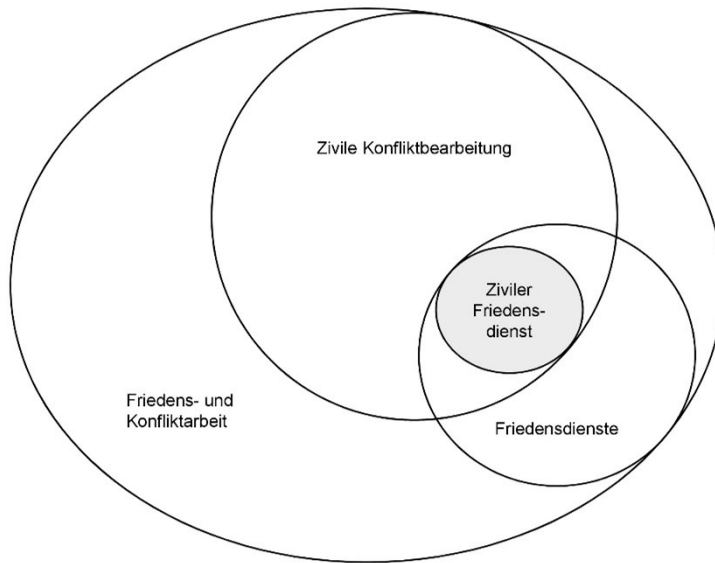 Zivile Konfliktbearbeitung
Ziviler
Friedens-
dienst
Friedens- und
Konfliktarbeit
Friedensdienste